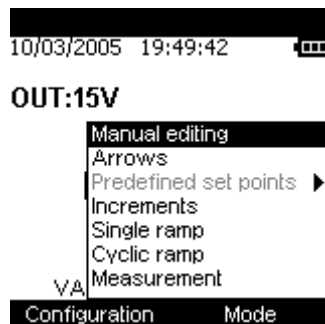 10/03/2005 19:49:42
OUT:15V
Manual editing
Arrows
Predefined set points
Increments
Single ramp
Cyclic ramp
Measurement
VA
Configuration Mode